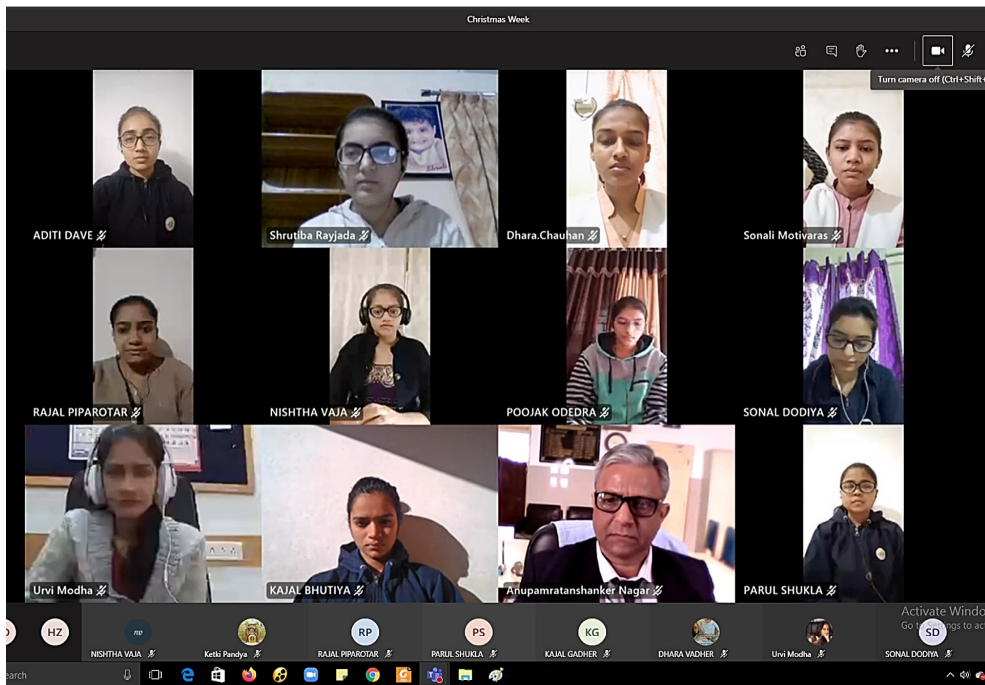 Christmas Week
Turn camera off (Ctrl+Shift+
ADITI DAVE
Shrutiba Rayjada
Dhara.Chauhan
Sonali Motivaras
RAJAL PIPAROTAR
NISHTHA VAJA
POOJAK ODEDRA
SONAL DODIYA
Urvi Modha
KAJAL BHUTIYA
Anupamratanshanker Nagar
PARUL SHUKLA
Activate Windo
Go to Settings to act
HZ
nv
RP
PS
KG
SD
NISHTHA VAJA
Ketki Pandya
RAJAL PIPAROTAR
PARUL SHUKLA
KAJAL GADHER
DHARA VADHER
Urvi Modha
SONAL DODIYA
earch